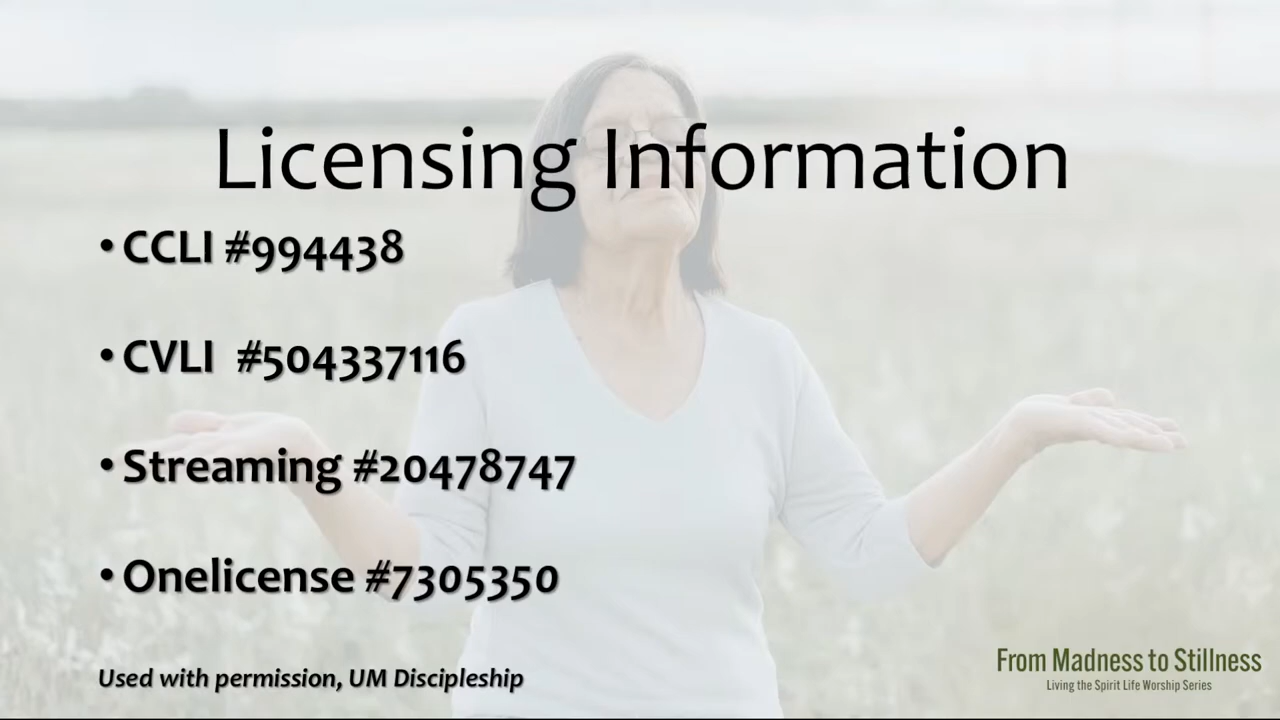 Licensing Information
• CCLI #994438
• CVLI #504337116
• Streaming #20478747
• Onelicense #7305350
Used with permission, UM Discipleship
From Madness to Stillness
Living the Spirit Life Worship Series